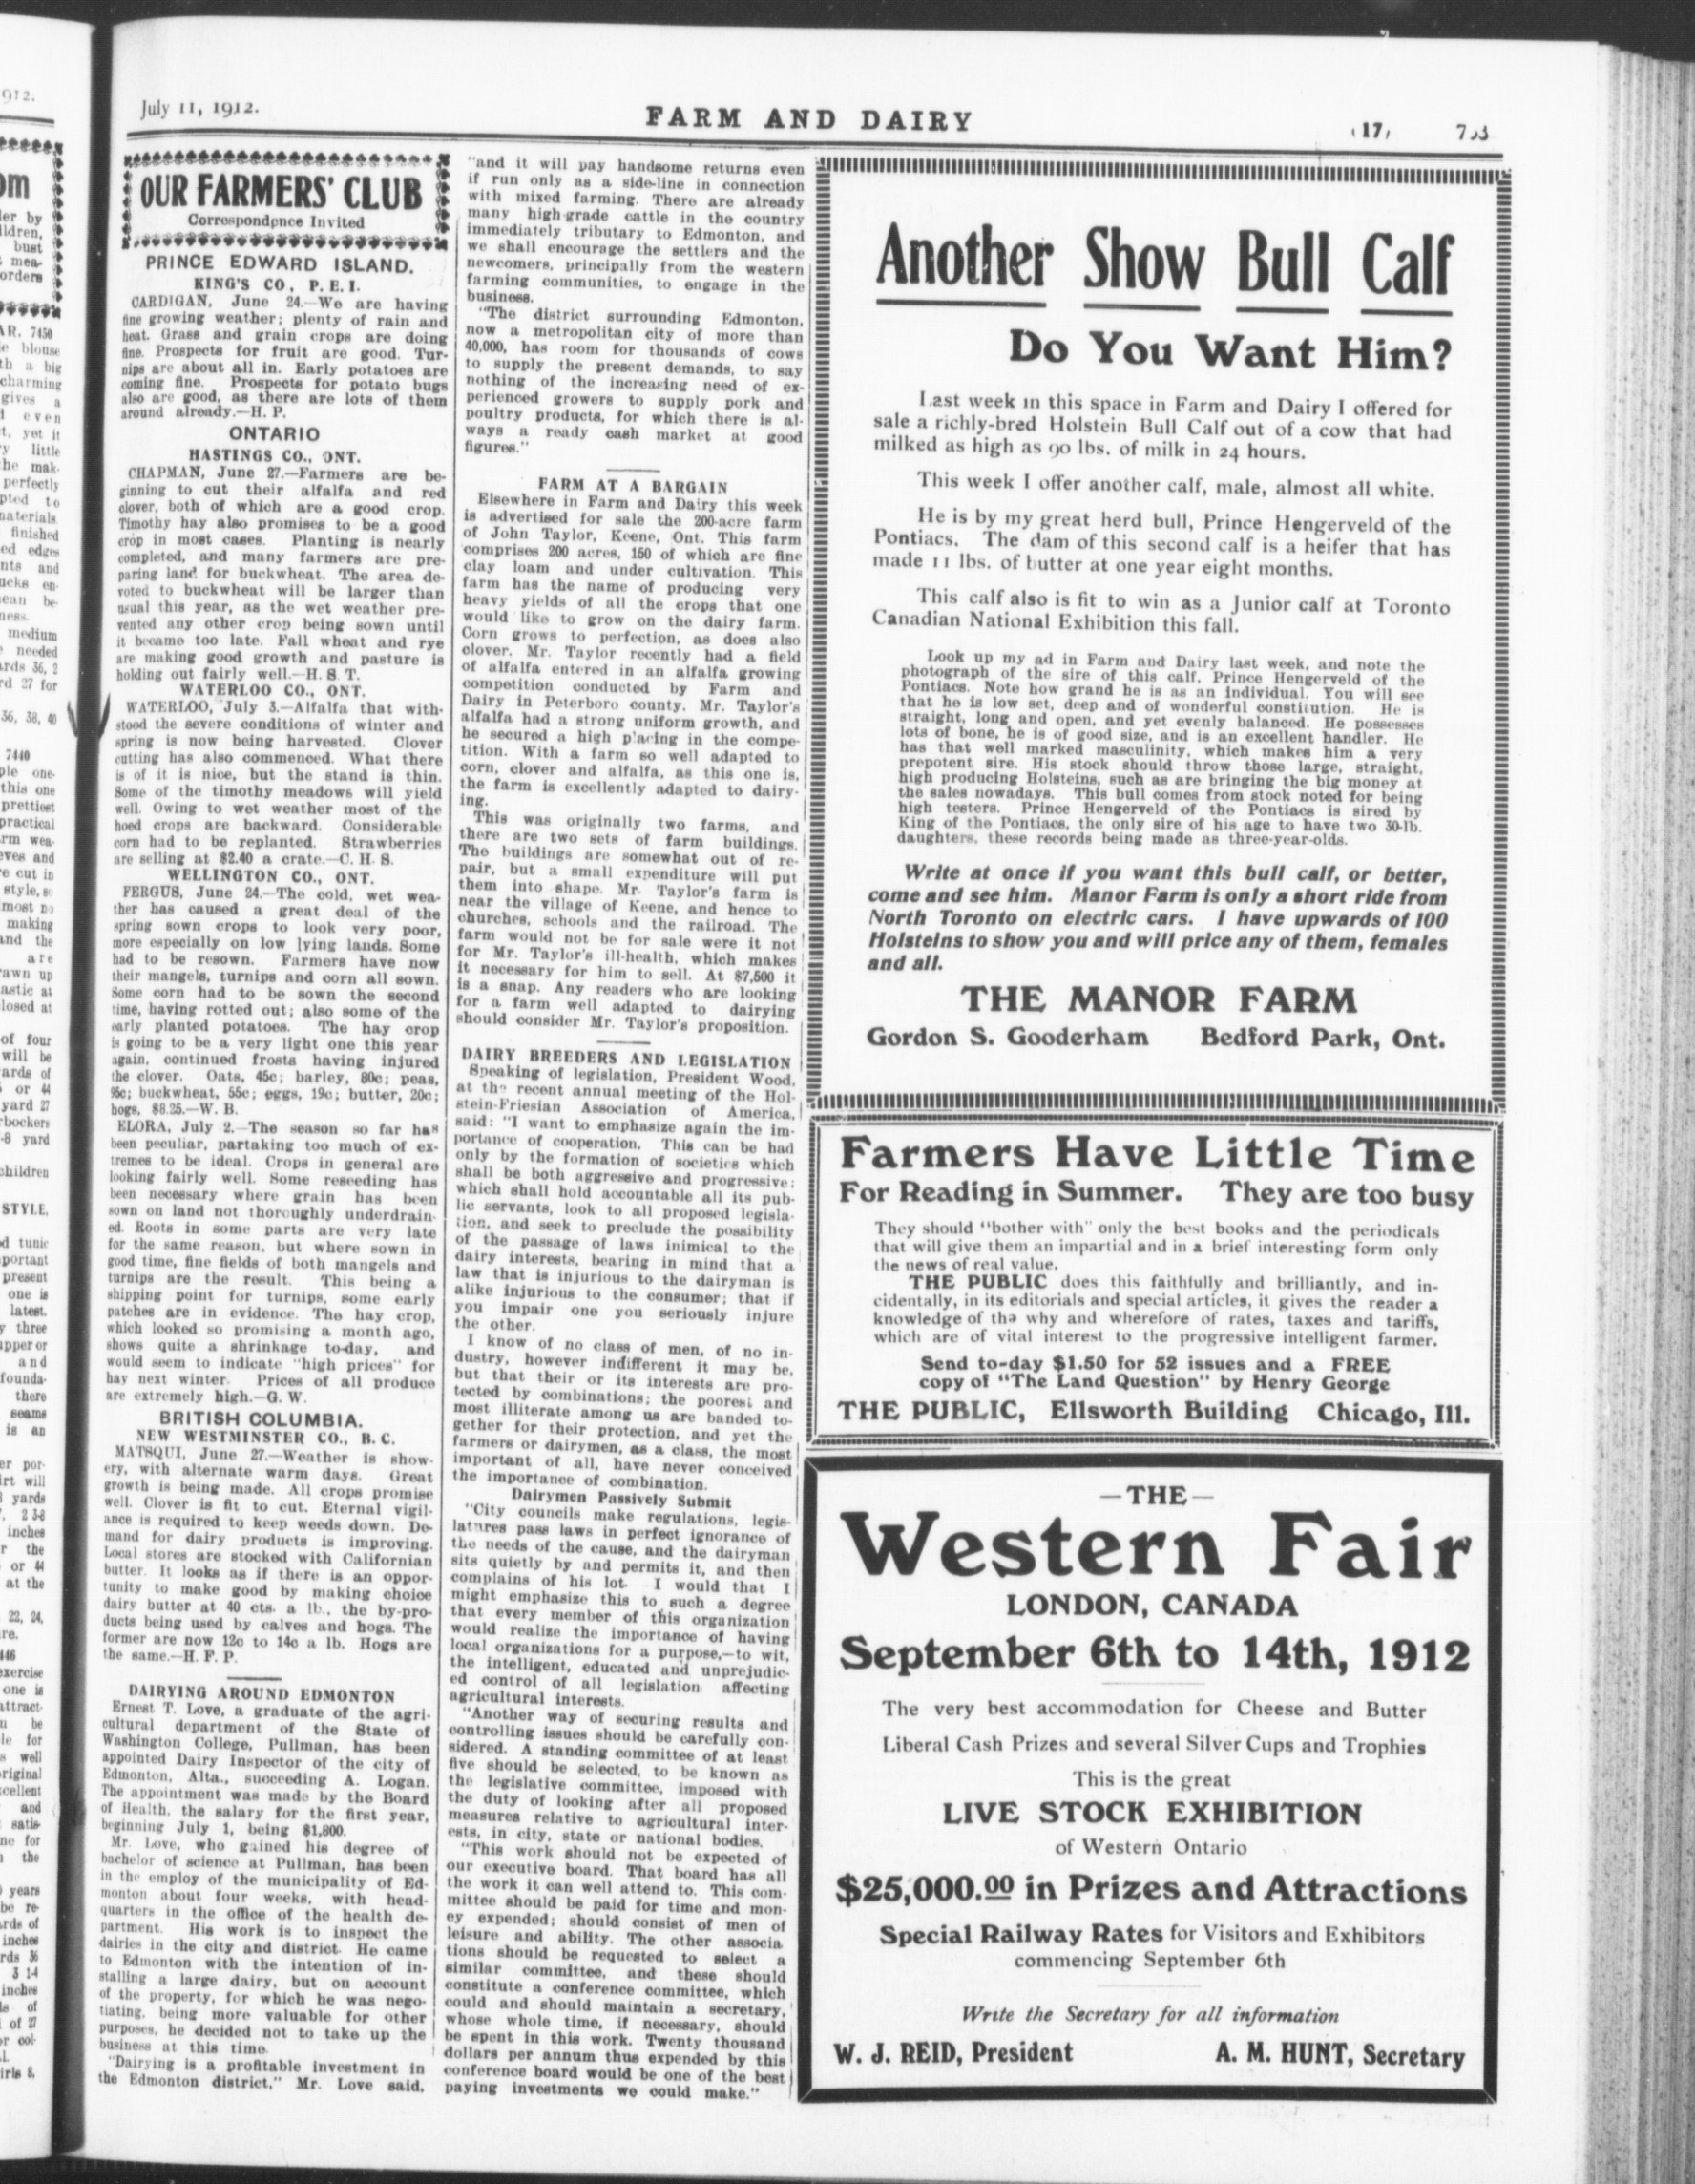 July 11, 1912.
FARM AND DAIRY
17
OUR FARMERS' CLUB
Correspondence Invited
PRINCE EDWARD ISLAND.
KING'S CO., P. E. I.
CARDIGAN, June 24.—We are having
fine growing weather; plenty of rain and
heat. Grass and grain crops are doing
fine. Prospects for fruit are good. Tur-
nips are about all in. Early potatoes are
coming fine. Prospects for potato bugs
also are good, as there are lots of them
around already.—H. P.
ONTARIO
HASTINGS CO., ONT.
CHAPMAN, June 27.—Farmers are be-
ginning to cut their alfalfa and red
clover, both of which are a good crop.
Timothy hay also promises to be a good
crop in most cases. Planting is nearly
completed, and many farmers are pre-
paring land for buckwheat. The area de-
voted to buckwheat will be larger than
usual this year, as the wet weather pre-
vented any other crop being sown until
it became too late. Fall wheat and rye
are making good growth and pasture is
holding out fairly well.—H. S. T.
WATERLOO CO., ONT.
WATERLOO, July 3.—Alfalfa that with-
stood the severe conditions of winter and
spring is now being harvested. Clover
cutting has also commenced. What there
is of it is nice, but the stand is thin.
Some of the timothy meadows will yield
well. Owing to wet weather most of the
hoed crops are backward. Considerable
corn had to be replanted. Strawberries
are selling at $2.40 a crate.—C. H. S.
WELLINGTON CO., ONT.
FERGUS, June 24.—The cold, wet wea-
ther has caused a great deal of the
spring sown crops to look very poor,
more especially on low lying lands. Some
had to be resown. Farmers have now
their mangels, turnips and corn all sown.
Some corn had to be sown the second
time, having rotted out; also some of the
early planted potatoes. The hay crop
is going to be a very light one this year
again, continued frosts having injured
the clover. Oats, 45c; barley, 80c; peas,
95c; buckwheat, 55c; eggs, 19c; butter, 20c;
hogs, $8.25.—W. B.
ELORA, July 2.—The season so far has
been peculiar, partaking too much of ex-
tremes to be ideal. Crops in general are
looking fairly well. Some reseeding has
been necessary where grain has been
sown on land not thoroughly underdrain-
ed. Roots in some parts are very late
for the same reason, but where sown in
good time, fine fields of both mangels and
turnips are the result. This being a
shipping point for turnips, some early
patches are in evidence. The hay crop,
which looked so promising a month ago,
shows quite a shrinkage to-day, and
would seem to indicate "high prices" for
hay next winter. Prices of all produce
are extremely high.—G. W.
BRITISH COLUMBIA.
NEW WESTMINSTER CO., B. C.
MATSQUI, June 27.—Weather is show-
ery, with alternate warm days. Great
growth is being made. All crops promise
well. Clover is fit to cut. Eternal vigil-
ance is required to keep weeds down. De-
mand for dairy products is improving.
Local stores are stocked with Californian
butter. It looks as if there is an oppor-
tunity to make good by making choice
dairy butter at 40 cts. a lb., the by-pro-
ducts being used by calves and hogs. The
former are now 12c to 14c a lb. Hogs are
the same.—H. F. P.
DAIRYING AROUND EDMONTON
Ernest T. Love, a graduate of the agri-
cultural department of the State of
Washington College, Pullman, has been
appointed Dairy Inspector of the city of
Edmonton, Alta., succeeding A. Logan.
The appointment was made by the Board
of Health, the salary for the first year,
beginning July 1, being $1,800.
Mr. Love, who gained his degree of
bachelor of science at Pullman, has been
in the employ of the municipality of Ed-
monton about four weeks, with head-
quarters in the office of the health de-
partment. His work is to inspect the
dairies in the city and district. He came
to Edmonton with the intention of in-
stalling a large dairy, but on account
of the property, for which he was nego-
tiating, being more valuable for other
purposes, he decided not to take up the
business at this time.
"Dairying is a profitable investment in
the Edmonton district," Mr. Love said,
"and it will pay handsome returns even
if run only as a side-line in connection
with mixed farming. There are already
many high-grade cattle in the country
immediately tributary to Edmonton, and
we shall encourage the settlers and the
newcomers, principally from the western
farming communities, to engage in the
business.
"The district surrounding Edmonton,
now a metropolitan city of more than
40,000, has room for thousands of cows
to supply the present demands, to say
nothing of the increasing need of ex-
perienced growers to supply pork and
poultry products, for which there is al-
ways a ready cash market at good
figures."
FARM AT A BARGAIN
Elsewhere in Farm and Dairy this week
is advertised for sale the 200-acre farm
of John Taylor, Keene, Ont. This farm
comprises 200 acres, 150 of which are fine
clay loam and under cultivation. This
farm has the name of producing very
heavy yields of all the crops that one
would like to grow on the dairy farm.
Corn grows to perfection, as does also
clover. Mr. Taylor recently had a field
of alfalfa entered in an alfalfa growing
competition conducted by Farm and
Dairy in Peterboro county. Mr. Taylor's
alfalfa had a strong uniform growth, and
he secured a high placing in the compe-
tition. With a farm so well adapted to
corn, clover and alfalfa, as this one is,
the farm is excellently adapted to dairy-
ing.
This was originally two farms, and
there are two sets of farm buildings.
The buildings are somewhat out of re-
pair, but a small expenditure will put
them into shape. Mr. Taylor's farm is
near the village of Keene, and hence to
churches, schools and the railroad. The
farm would not be for sale were it not
for Mr. Taylor's ill-health, which makes
it necessary for him to sell. At $7,500 it
is a snap. Any readers who are looking
for a farm well adapted to dairying
should consider Mr. Taylor's proposition.
DAIRY BREEDERS AND LEGISLATION
Speaking of legislation, President Wood,
at the recent annual meeting of the Hol-
stein-Friesian Association of America,
said: "I want to emphasize again the im-
portance of cooperation. This can be had
only by the formation of societies which
shall be both aggressive and progressive;
which shall hold accountable all its pub-
lic servants, look to all proposed legisla-
tion, and seek to preclude the possibility
of the passage of laws inimical to the
dairy interests, bearing in mind that a
law that is injurious to the dairyman is
alike injurious to the consumer; that if
you impair one you seriously injure
the other.
I know of no class of men, of no in-
dustry, however indifferent it may be,
but that their or its interests are pro-
tected by combinations; the poorest and
most illiterate among us are banded to-
gether for their protection, and yet the
farmers or dairymen, as a class, the most
important of all, have never conceived
the importance of combination.
Dairymen Passively Submit
"City councils make regulations, legis-
latures pass laws in perfect ignorance of
the needs of the cause, and the dairyman
sits quietly by and permits it, and then
complains of his lot. I would that I
might emphasize this to such a degree
that every member of this organization
would realize the importance of having
local organizations for a purpose,—to wit,
the intelligent, educated and unprejudic-
ed control of all legislation affecting
agricultural interests.
"Another way of securing results and
controlling issues should be carefully con-
sidered. A standing committee of at least
five should be selected, to be known as
the legislative committee, imposed with
the duty of looking after all proposed
measures relative to agricultural inter-
ests, in city, state or national bodies.
"This work should not be expected of
our executive board. That board has all
the work it can well attend to. This com-
mittee should be paid for time and mon-
ey expended; should consist of men of
leisure and ability. The other associa
tions should be requested to select a
similar committee, and these should
constitute a conference committee, which
could and should maintain a secretary,
whose whole time, if necessary, should
be spent in this work. Twenty thousand
dollars per annum thus expended by this
conference board would be one of the best
paying investments we could make."
Another Show Bull Calf
Do You Want Him?
Last week in this space in Farm and Dairy I offered for
sale a richly-bred Holstein Bull Calf out of a cow that had
milked as high as 90 lbs. of milk in 24 hours.
This week I offer another calf, male, almost all white.
He is by my great herd bull, Prince Hengerveld of the
Pontiacs. The dam of this second calf is a heifer that has
made 11 lbs. of butter at one year eight months.
This calf also is fit to win as a Junior calf at Toronto
Canadian National Exhibition this fall.
Look up my ad in Farm and Dairy last week, and note the
photograph of the sire of this calf, Prince Hengerveld of the
Pontiacs. Note how grand he is as an individual. You will see
that he is low set, deep and of wonderful constitution. He is
straight, long and open, and yet evenly balanced. He possesses
lots of bone, he is of good size, and is an excellent handler. He
has that well marked masculinity, which makes him a very
prepotent sire. His stock should throw those large, straight,
high producing Holsteins, such as are bringing the big money at
the sales nowadays. This bull comes from stock noted for being
high testers. Prince Hengerveld of the Pontiacs is sired by
King of the Pontiacs, the only sire of his age to have two 30-lb.
daughters, these records being made as three-year-olds.
Write at once if you want this bull calf, or better,
come and see him. Manor Farm is only a short ride from
North Toronto on electric cars. I have upwards of 100
Holsteins to show you and will price any of them, females
and all.
THE MANOR FARM
Gordon S. Gooderham Bedford Park, Ont.
Farmers Have Little Time
For Reading in Summer. They are too busy
They should "bother with" only the best books and the periodicals
that will give them an impartial and in a brief interesting form only
the news of real value.
THE PUBLIC does this faithfully and brilliantly, and in-
cidentally, in its editorials and special articles, it gives the reader a
knowledge of the why and wherefore of rates, taxes and tariffs,
which are of vital interest to the progressive intelligent farmer.
Send to-day $1.50 for 52 issues and a FREE
copy of "The Land Question" by Henry George
THE PUBLIC, Ellsworth Building Chicago, Ill.
—THE—
Western Fair
LONDON, CANADA
September 6th to 14th, 1912
The very best accommodation for Cheese and Butter
Liberal Cash Prizes and several Silver Cups and Trophies
This is the great
LIVE STOCK EXHIBITION
of Western Ontario
$25,000.00 in Prizes and Attractions
Special Railway Rates for Visitors and Exhibitors
commencing September 6th
Write the Secretary for all information
W. J. REID, President A. M. HUNT, Secretary